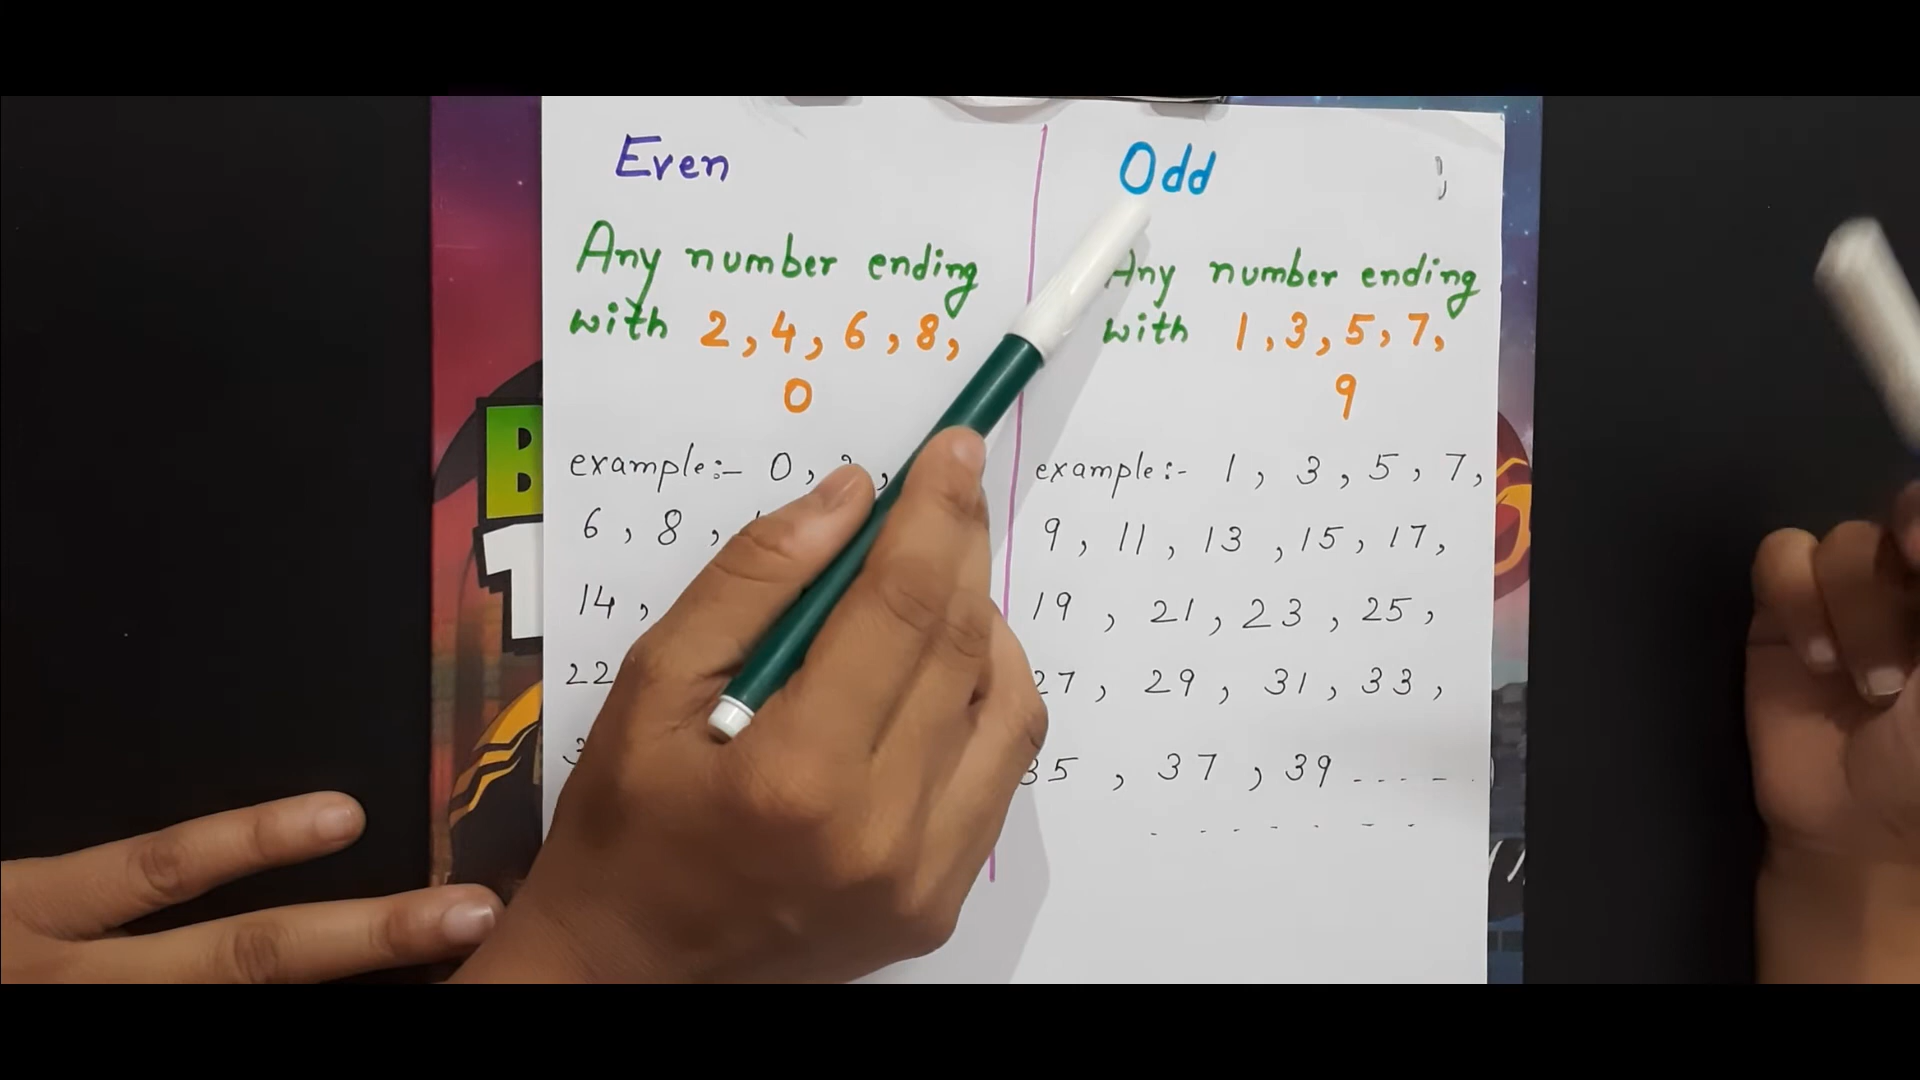 Even
Any number ending
with 2, 4, 6, 8,
0
example:- 0,
6, 8,
14,
22
Odd
Any number ending
with 1, 3, 5, 7,
9
example:- 1, 3, 5, 7,
9, 11, 13, 15, 17,
19, 21, 23, 25,
27, 29, 31, 33,
35, 37, 39 -----
- - - - - -